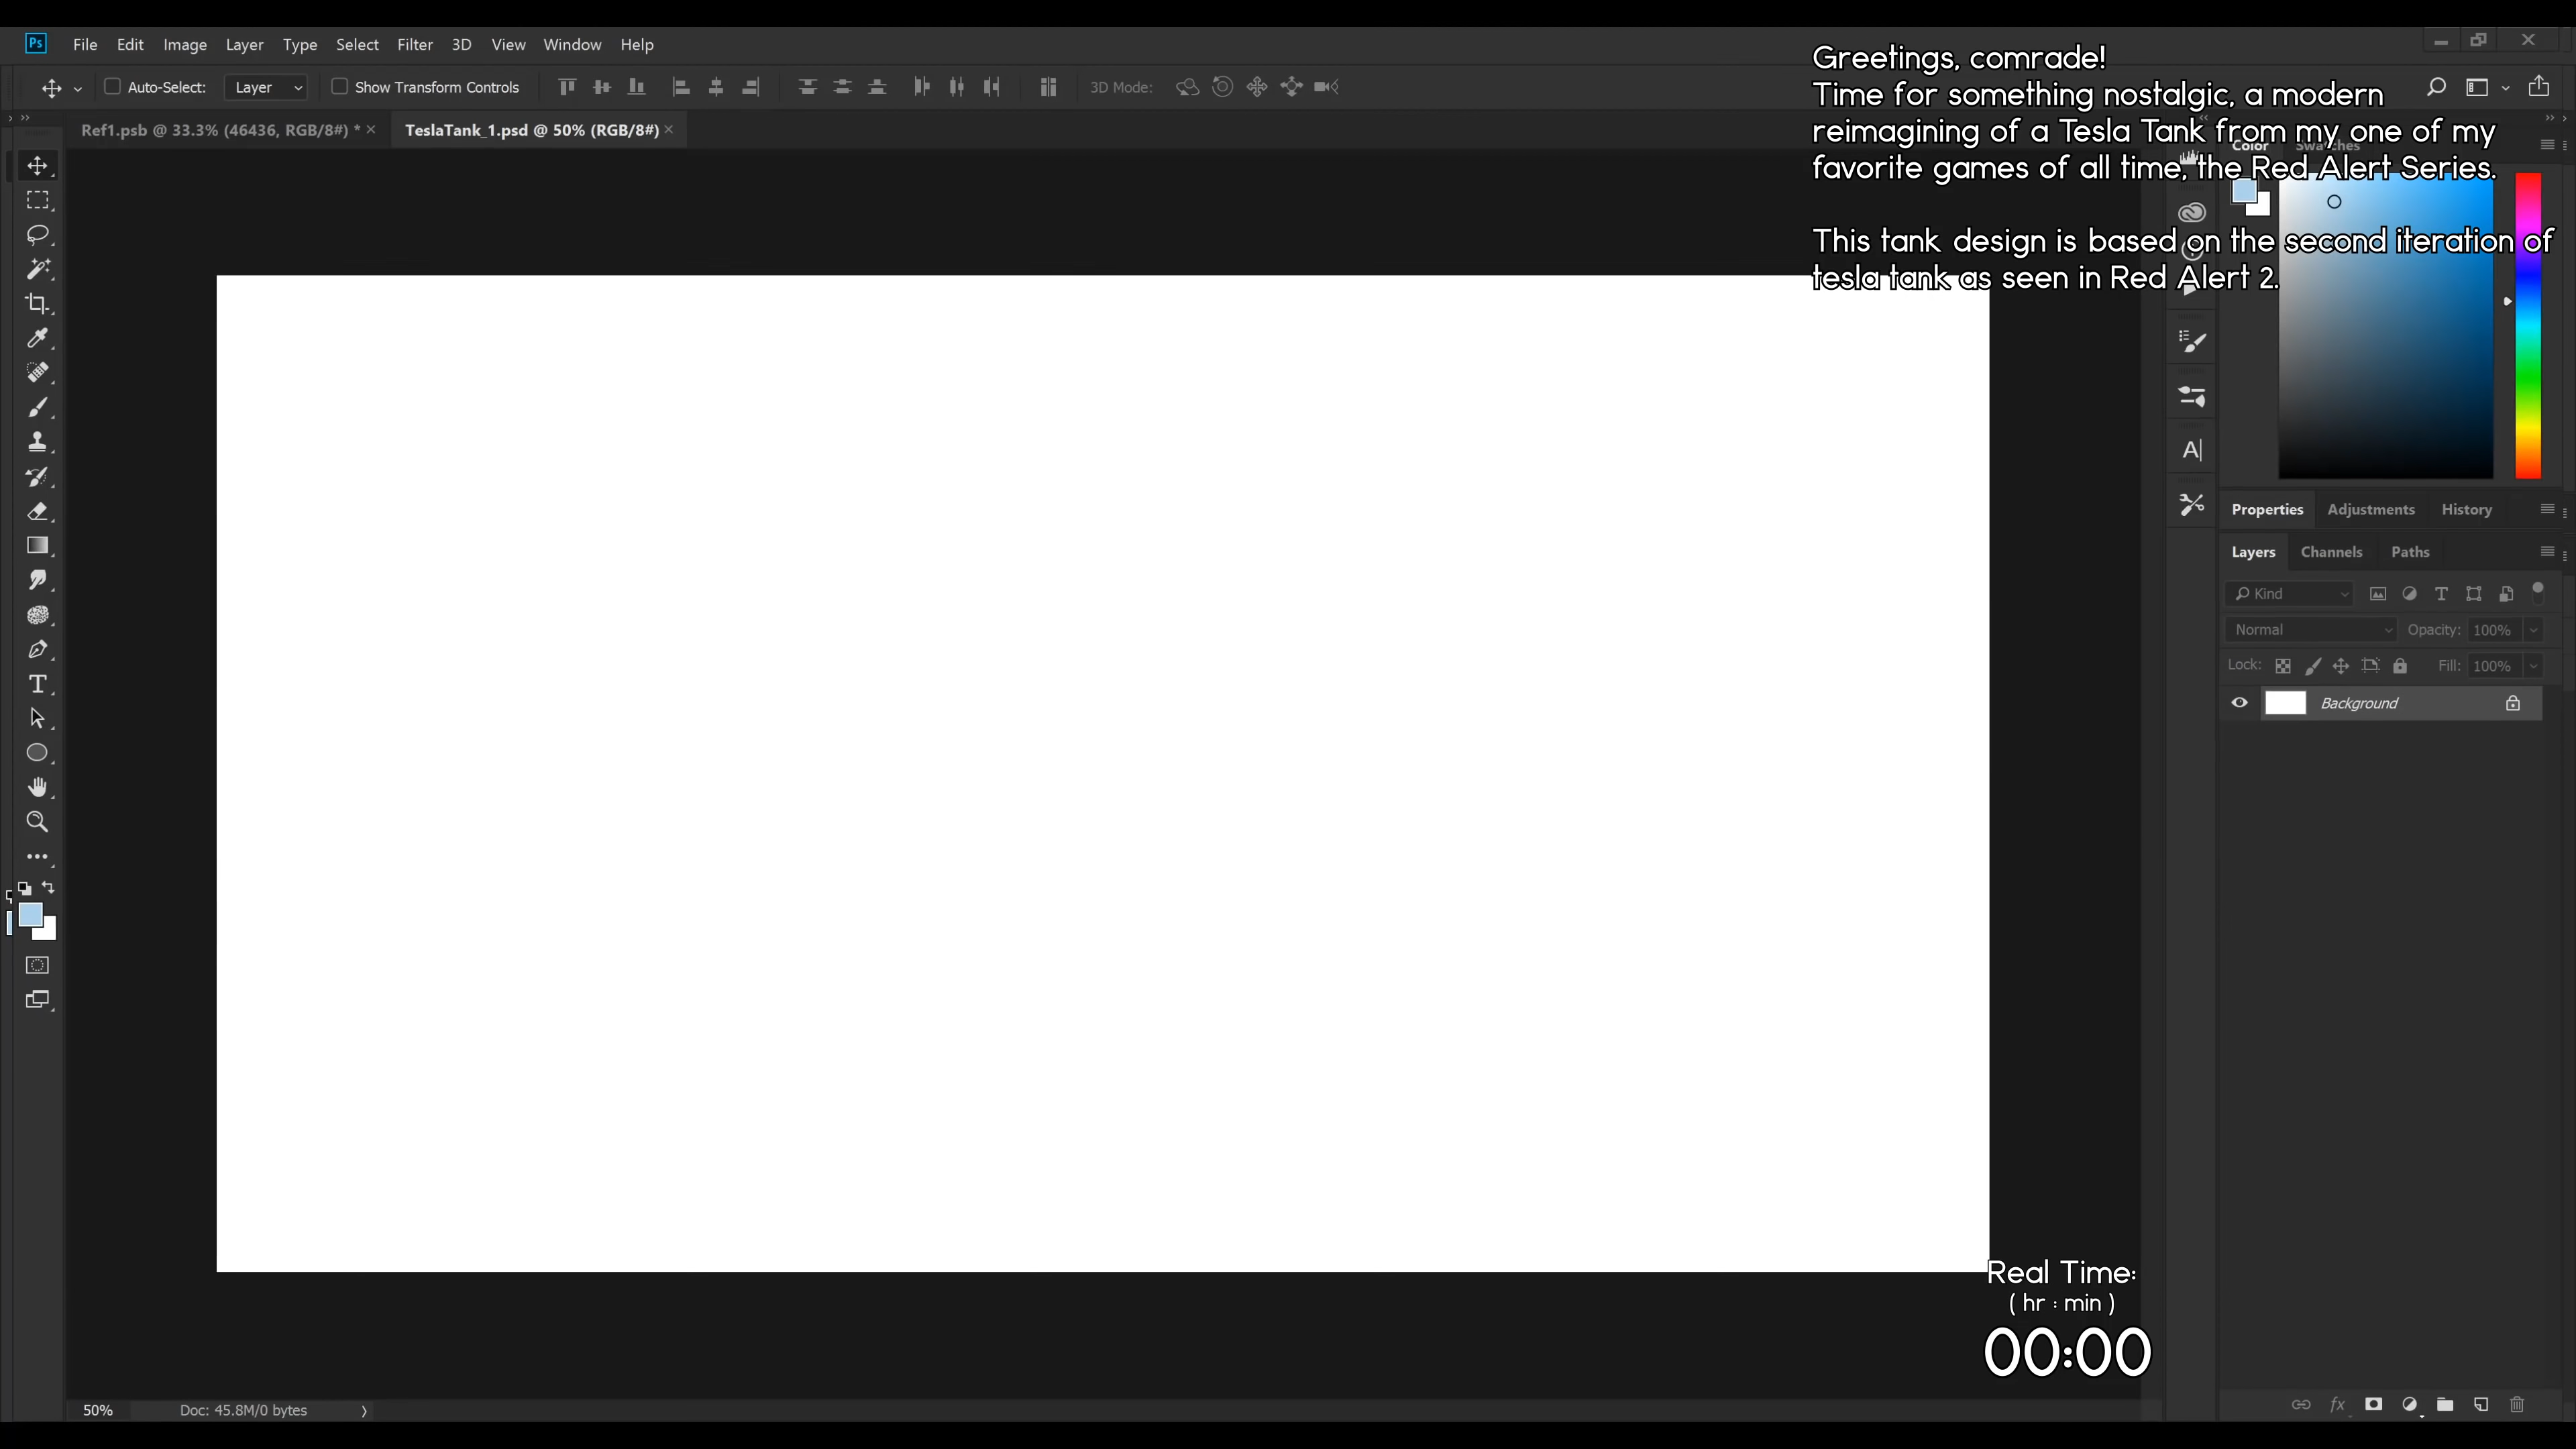 Ps File Edit Image Layer Type Select Filter 3D View Window Help
Auto-Select: Layer Show Transform Controls 3D Mode:
Greetings, comrade!
Time for something nostalgic, a modern
reimagining of a Tesla Tank from my one of my
favorite games of all time, the Red Alert Series.
This tank design is based on the second iteration of
tesla tank as seen in Red Alert 2.
Ref1.psb @ 33.3% (46436, RGB/8#) * × TeslaTank_1.psd @ 50% (RGB/8#) ×
Color Swatches
Properties Adjustments History
Layers Channels Paths
Kind
Normal Opacity: 100%
Lock: Fill: 100%
Background
Real Time:
( hr : min )
00:00
50% Doc: 45.8M/0 bytes
fx